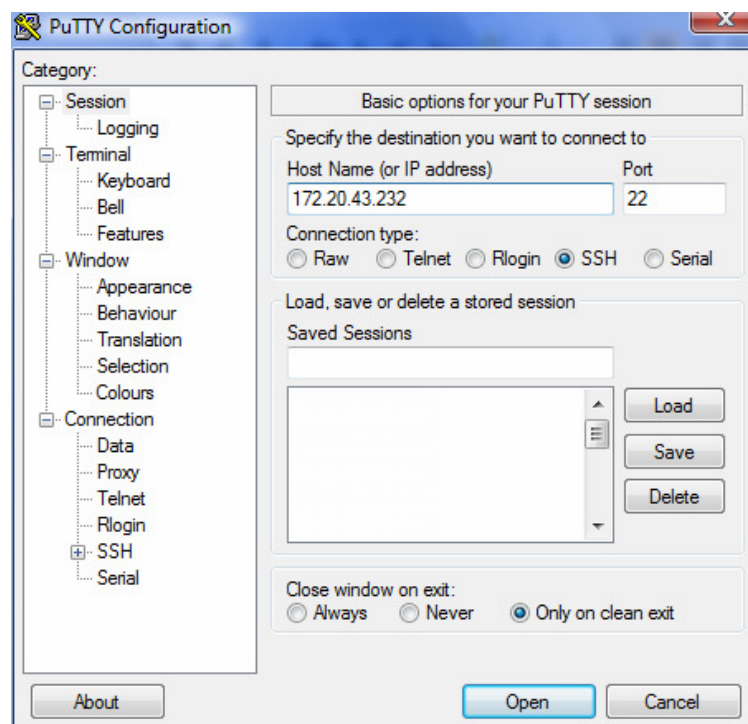 PuTTY Configuration
Category:
Session
Logging
Terminal
Keyboard
Bell
Features
Window
Appearance
Behaviour
Translation
Selection
Colours
Connection
Data
Proxy
Telnet
Rlogin
SSH
Serial
Basic options for your PuTTY session
Specify the destination you want to connect to
Host Name (or IP address) Port
172.20.43.232 22
Connection type:
Raw Telnet Rlogin SSH Serial
Load, save or delete a stored session
Saved Sessions
Load
Save
Delete
Close window on exit:
Always Never Only on clean exit
About Open Cancel